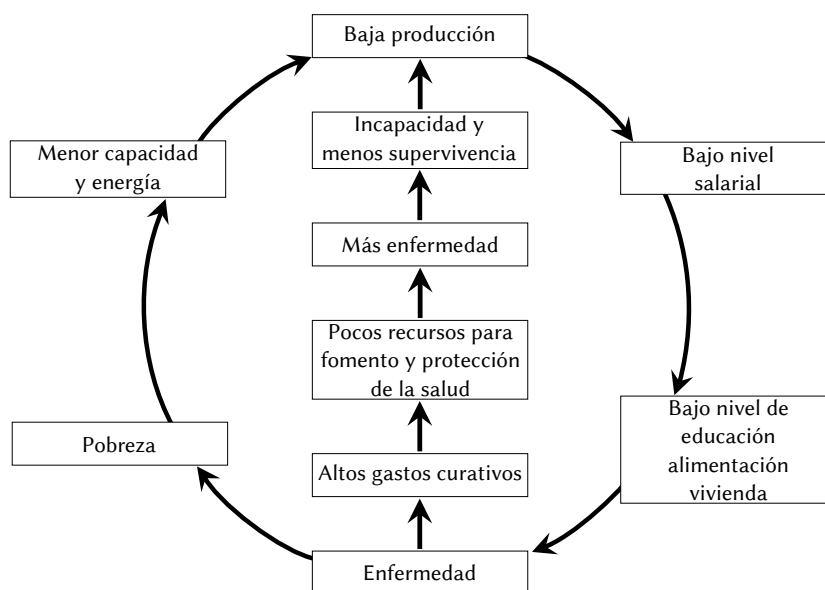 Baja producción
Incapacidad y
menos supervivencia
Menor capacidad
y energía
Bajo nivel
salarial
Más enfermedad
Pocos recursos para
fomento y protección
de la salud
Bajo nivel de
educación
alimentación
vivienda
Pobreza
Altos gastos curativos
Enfermedad